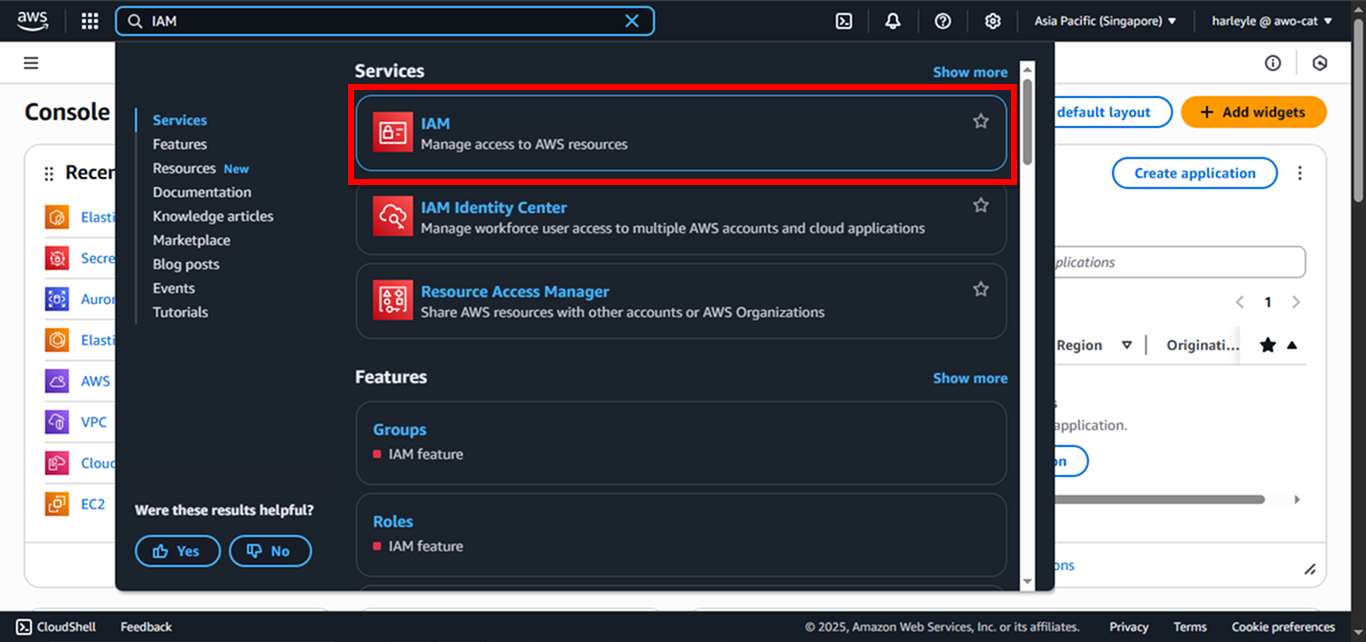 aws
IAM
Asia Pacific (Singapore)
harleyle @ awo-cat
Console
default layout
+ Add widgets
Services
Features
Resources New
Documentation
Knowledge articles
Marketplace
Blog posts
Events
Tutorials
Were these results helpful?
Yes
No
Services
Show more
IAM
Manage access to AWS resources
IAM Identity Center
Manage workforce user access to multiple AWS accounts and cloud applications
Resource Access Manager
Share AWS resources with other accounts or AWS Organizations
Features
Show more
Groups
IAM feature
Roles
IAM feature
Recen
Elasti
Secre
Auror
Elasti
AWS
VPC
Cloud
EC2
Create application
plications
1
Region
Originati...
application.
on
ons
CloudShell
Feedback
© 2025, Amazon Web Services, Inc. or its affiliates.
Privacy
Terms
Cookie preferences